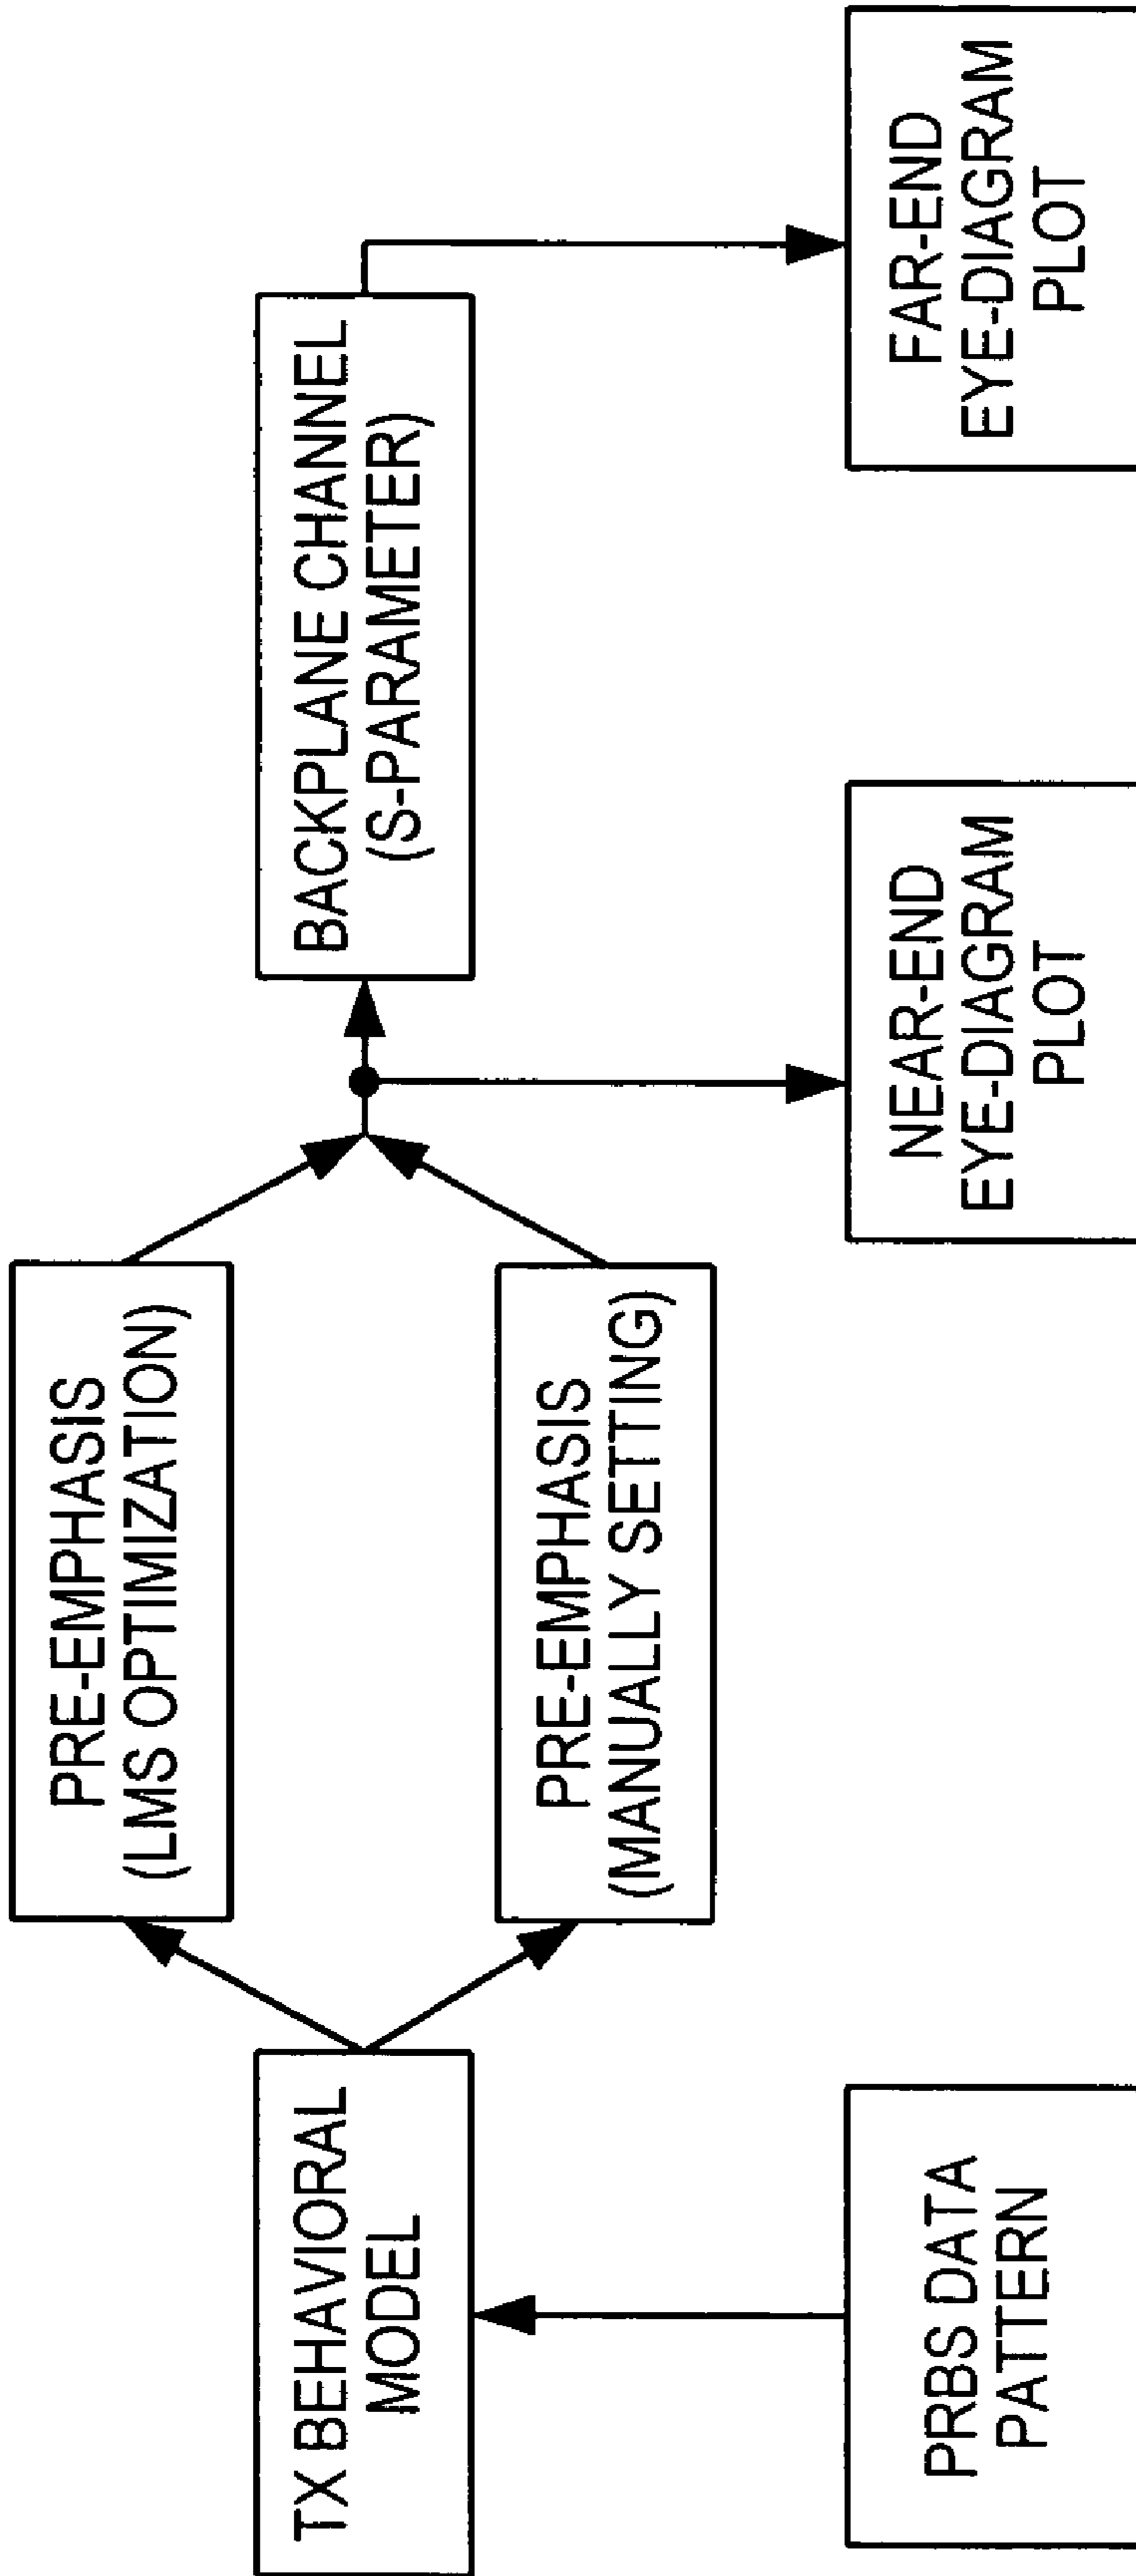 PRE-EMPHASIS
(LMS OPTIMIZATION)
TX BEHAVIORAL
MODEL
BACKPLANE CHANNEL
(S-PARAMETER)
PRE-EMPHASIS
(MANUALLY SETTING)
PRBS DATA
PATTERN
NEAR-END
EYE-DIAGRAM
PLOT
FAR-END
EYE-DIAGRAM
PLOT